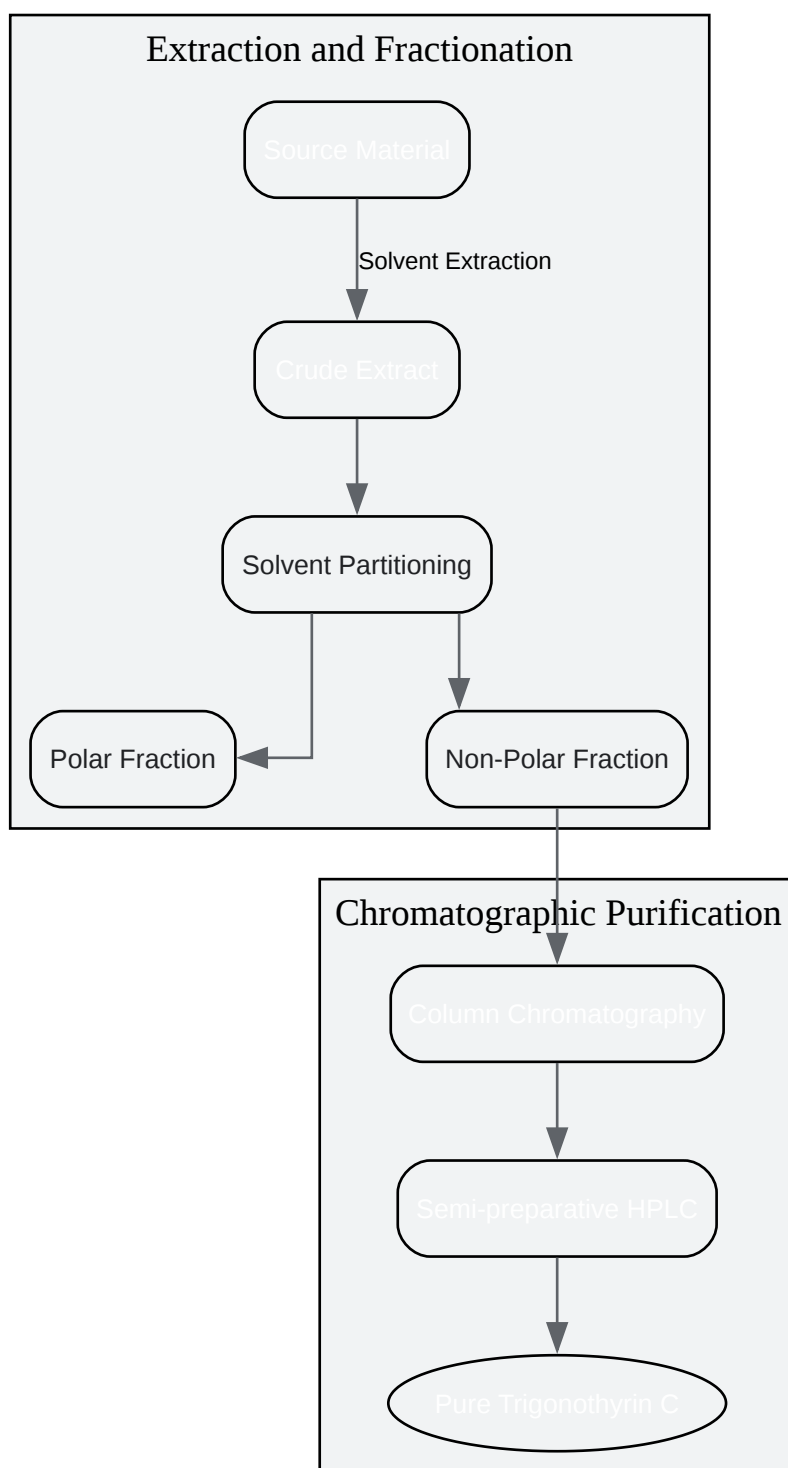 Extraction and Fractionation
Source Material
Solvent Extraction
Crude Extract
Solvent Partitioning
Polar Fraction
Non-Polar Fraction
Chromatographic Purification
Column Chromatography
Semi-preparative HPLC
Pure Trigonothyrin C